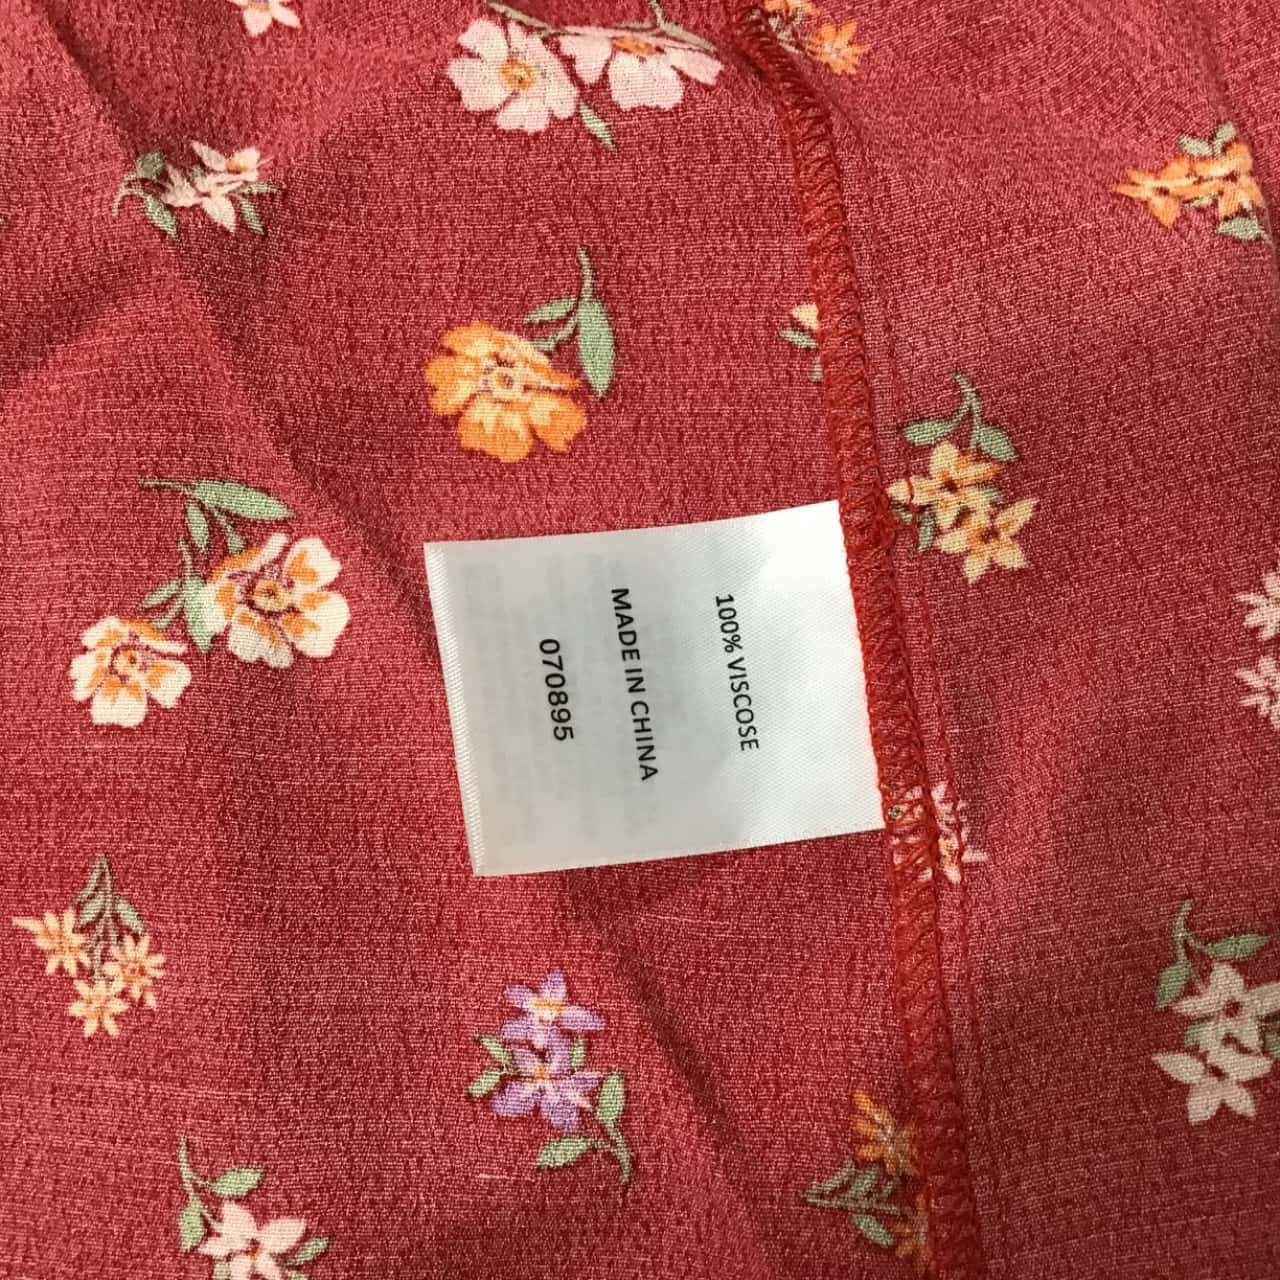 100% VISCOSE
MADE IN CHINA
070895